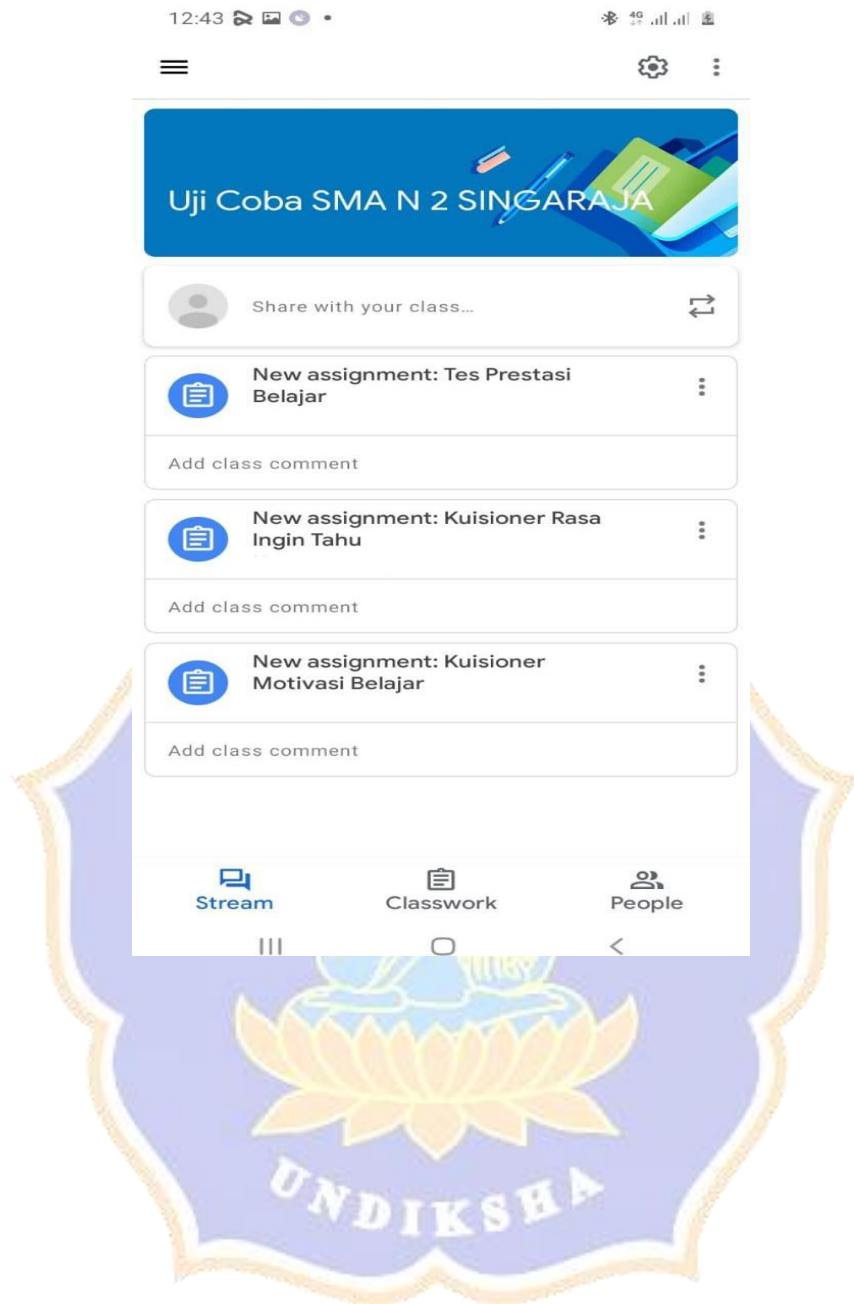 12:43
4G
Uji Coba SMA N 2 SINGARAJA
Share with your class...
New assignment: Tes Prestasi
Belajar
Add class comment
New assignment: Kuisioner Rasa
Ingin Tahu
Add class comment
New assignment: Kuisioner
Motivasi Belajar
Add class comment
Stream
Classwork
People
UNDIKSHA